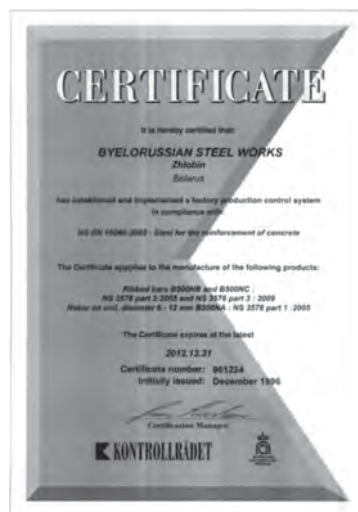 CERTIFICATE
It is hereby certified that:
BYELORUSSIAN STEEL WORKS
Zhlobin
Belarus
has established and implemented a factory production control system
in compliance with:
NS-EN 10080:2005 - Steel for the reinforcement of concrete
The Certificate applies to the manufacture of the following products:
Ribbed bars B500NB and B500NC :
NS 3576 part 2:2005 and NS 3576 part 3 : 2009
Rebar on coil, diameter 6 - 12 mm B500NA : NS 3576 part 1 :2005
The Certificate expires at the latest
2013.12.31
Certificate number: 961224
Initially issued: December 1996
Certification Manager
KONTROLLRÅDET